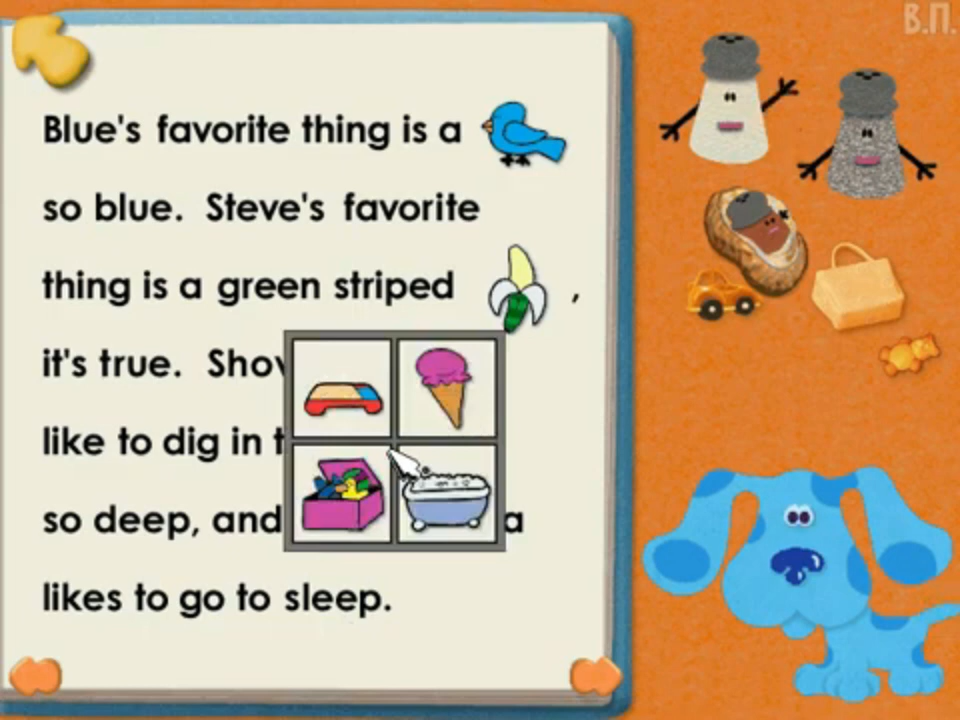 В.П.
Blue's favorite thing is a
so blue. Steve's favorite
thing is a green striped ,
it's true.
like to dig in
so deep, and a
likes to go to sleep.